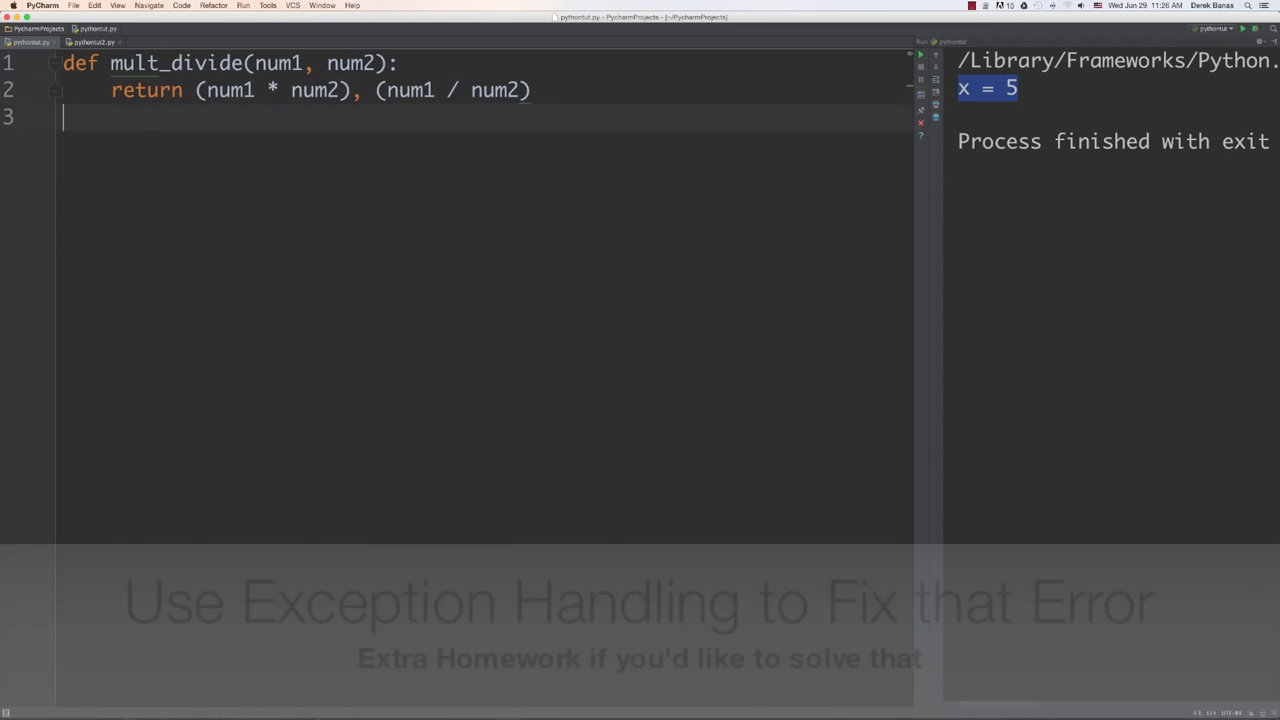 PyCharm File Edit View Navigate Code Refactor Run Tools VCS Window Help
10 Wed Jun 29 11:26 AM Derek Banas
pythontut.py - PycharmProjects - [~/PycharmProjects]
PycharmProjects pythontut.py
pythontut
pythontut.py pythontut2.py
Run pythontut
1 def mult_divide(num1, num2):
2 return (num1 * num2), (num1 / num2)
3
/Library/Frameworks/Python.
x = 5
Process finished with exit
Use Exception Handling to Fix that Error
Extra Homework if you'd like to solve that
UTF-8